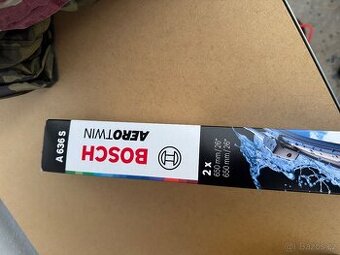 A 636 S
AEROTWIN
BOSCH
2 x
650 mm / 26"
650 mm / 26"